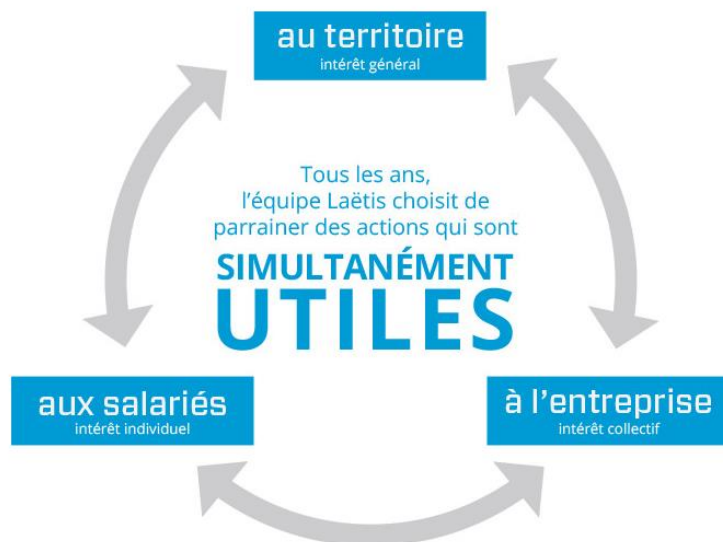 au territoire
intérêt général
Tous les ans,
l'équipe Laëtis choisit de
parrainer des actions qui sont
SIMULTANÉMENT
UTILES
aux salariés
intérêt individuel
à l'entreprise
intérêt collectif